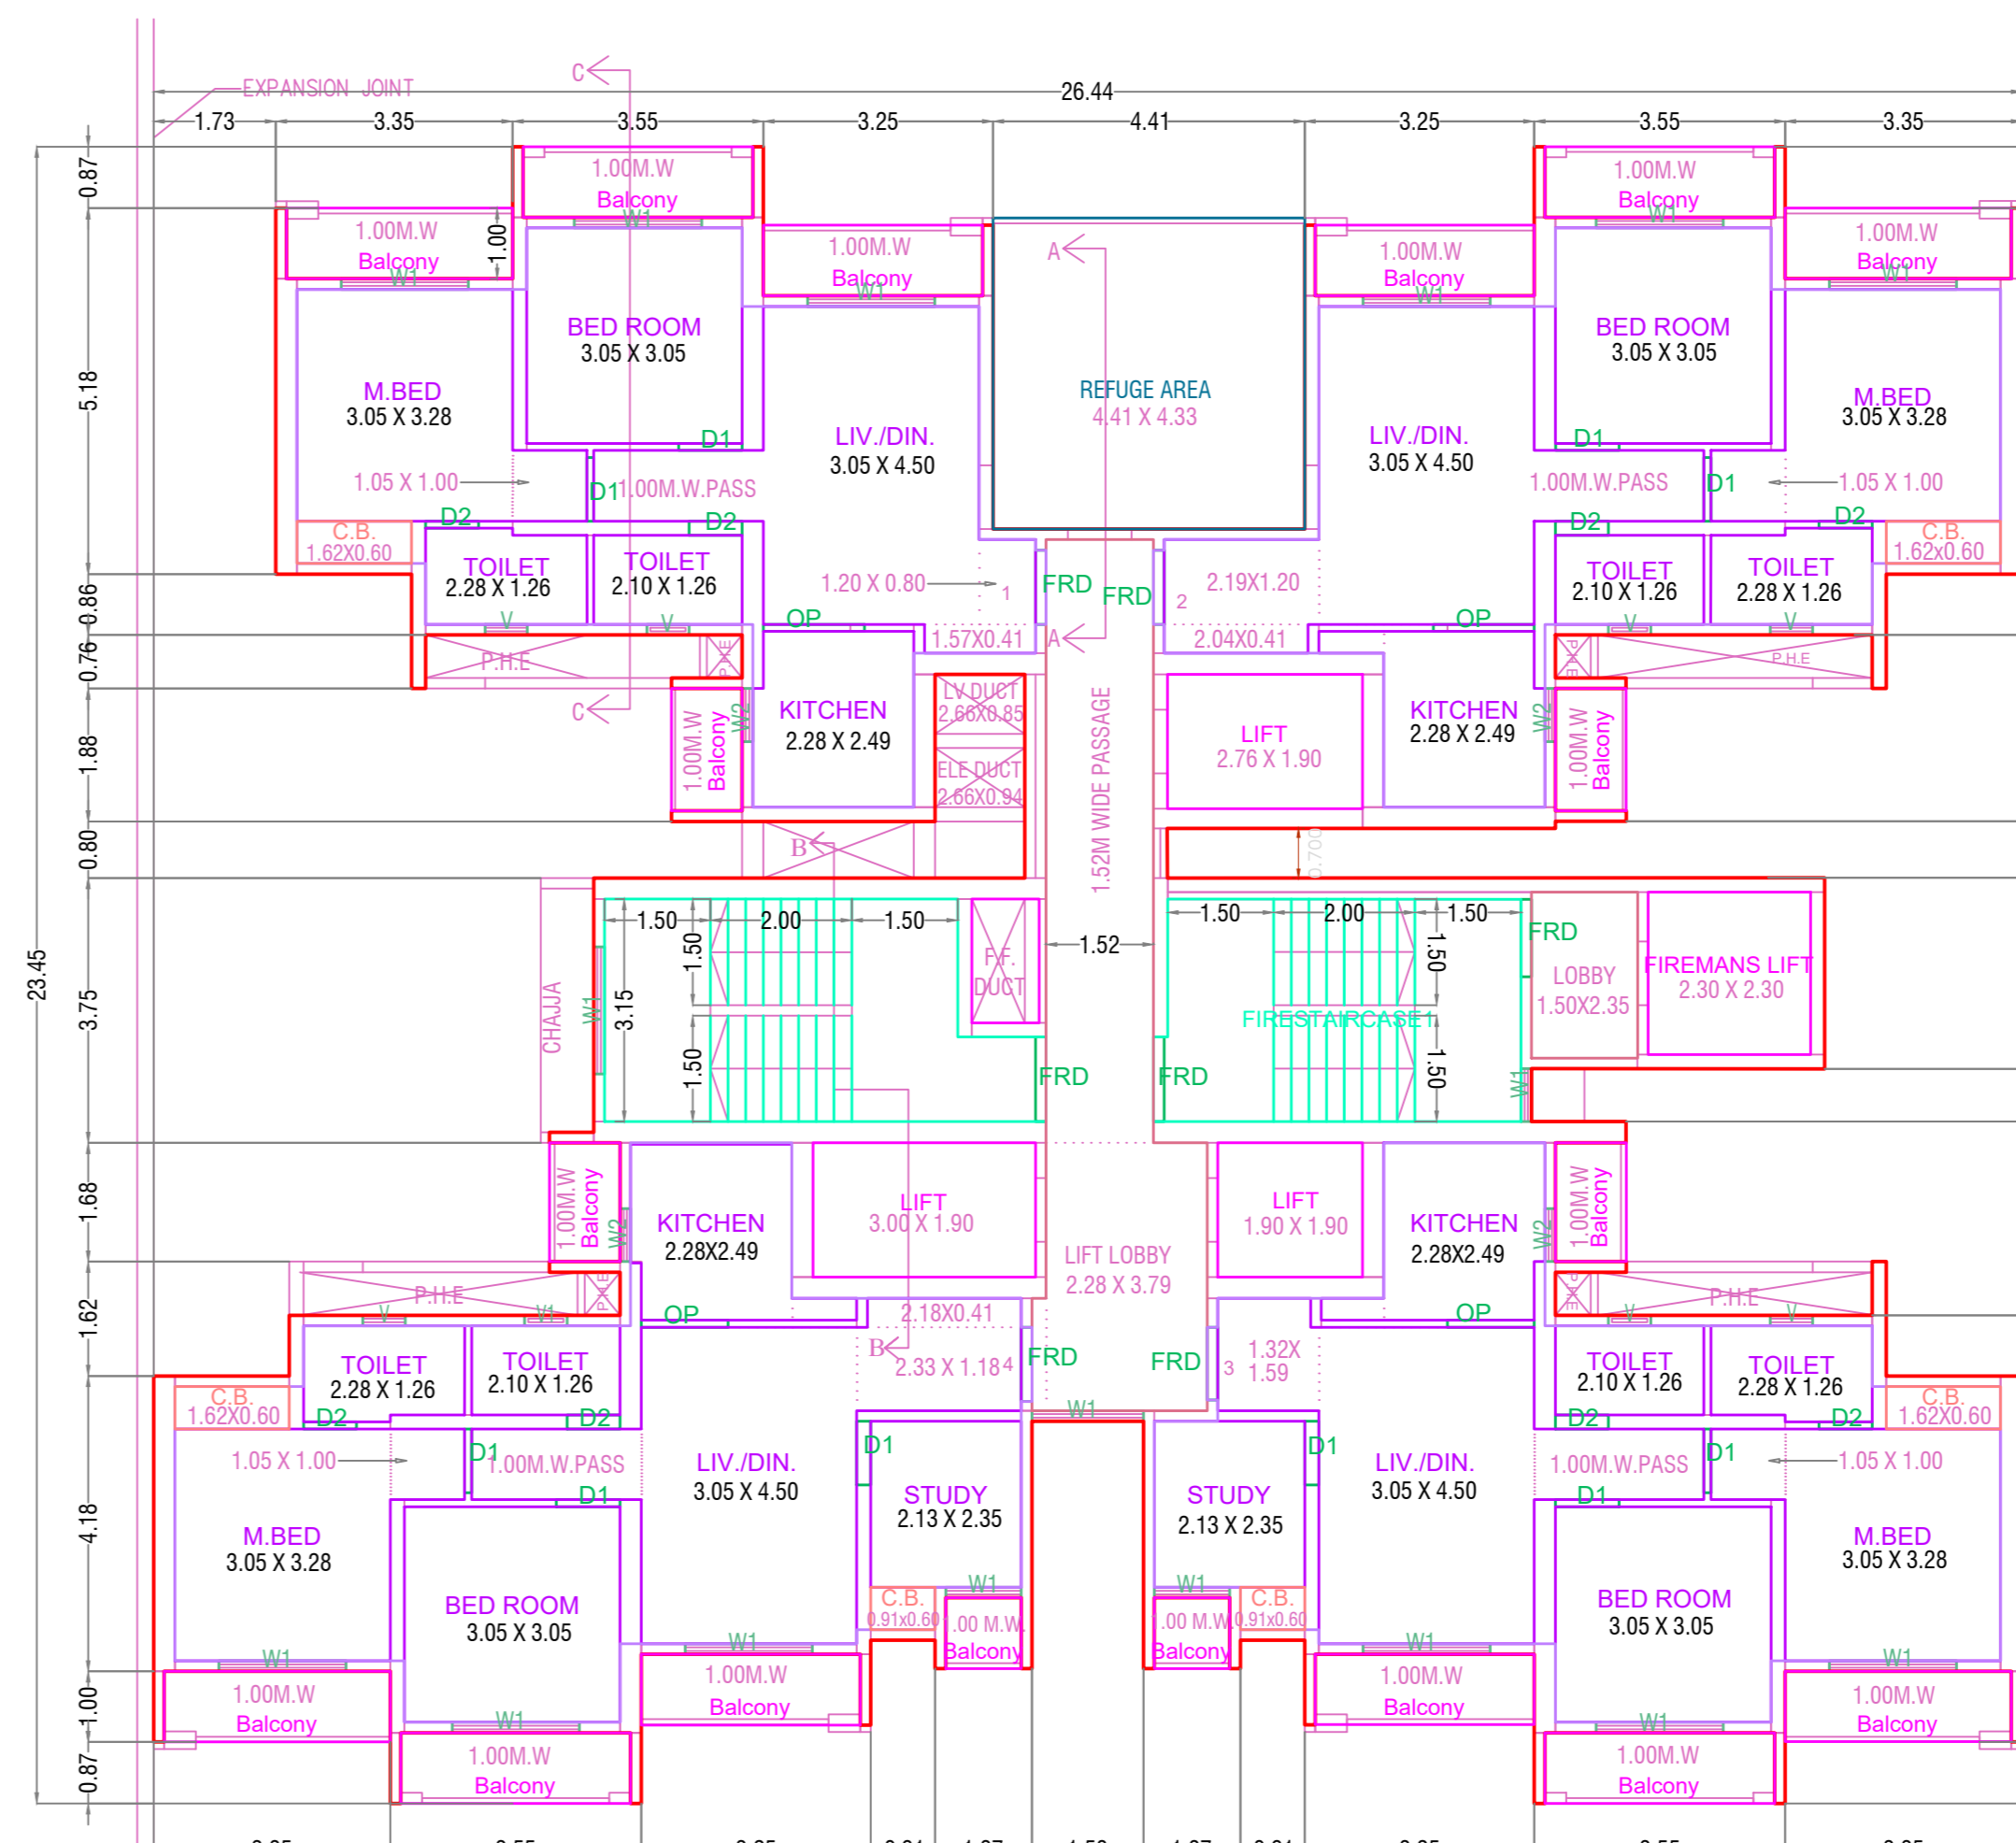 C
EXPANSION JOINT
26.44
1.73
3.35
3.55
3.25
4.41
3.25
3.55
3.35
0.87
5.18
0.86
0.76
1.88
0.80
3.75
1.68
1.62
4.18
1.00
0.87
23.45
1.00M.W
Balcony
W1
1.00M.W
Balcony
W1
1.00
1.00M.W
Balcony
W1
A
1.00M.W
Balcony
W1
1.00M.W
Balcony
W1
1.00M.W
Balcony
W1
BED ROOM
3.05 X 3.05
M.BED
3.05 X 3.28
LIV./DIN.
3.05 X 4.50
REFUGE AREA
4.41 X 4.33
LIV./DIN.
3.05 X 4.50
BED ROOM
3.05 X 3.05
M.BED
3.05 X 3.28
D1
1.05 X 1.00
D1
1.00M.W.PASS
D1
1.00M.W.PASS
D1
1.05 X 1.00
D2
D2
D2
D2
C.B.
1.62X0.60
TOILET
2.28 X 1.26
TOILET
2.10 X 1.26
1.20 X 0.80
1
FRD
FRD
2
2.19X1.20
TOILET
2.10 X 1.26
TOILET
2.28 X 1.26
C.B.
1.62x0.60
V
V
OP
1.57X0.41
A
2.04X0.41
OP
V
V
P.H.E
P.H.E
P.H.E
P.H.E
C
1.00M.W
Balcony
W2
KITCHEN
2.28 X 2.49
LV DUCT
2.66X0.85
ELE DUCT
2.66X0.94
1.52M WIDE PASSAGE
LIFT
2.76 X 1.90
KITCHEN
2.28 X 2.49
W2
1.00M.W
Balcony
B
0.700
CHAJJA
W1
1.50
2.00
1.50
3.15
1.50
1.50
F.F.
DUCT
1.52
1.50
2.00
1.50
1.50
1.50
FIRESTAIRCASE1
FRD
LOBBY
1.50X2.35
FIREMANS LIFT
2.30 X 2.30
FRD
FRD
W1
1.00M.W
Balcony
W2
KITCHEN
2.28X2.49
LIFT
3.00 X 1.90
LIFT LOBBY
2.28 X 3.79
LIFT
1.90 X 1.90
KITCHEN
2.28X2.49
W2
1.00M.W
Balcony
P.H.E
P.H.E
P.H.E
P.H.E
V
V1
OP
2.18X0.41
OP
V
V
B
2.33 X 1.18
4
FRD
FRD
3
1.32X
1.59
TOILET
2.28 X 1.26
TOILET
2.10 X 1.26
TOILET
2.10 X 1.26
TOILET
2.28 X 1.26
C.B.
1.62X0.60
D2
D2
W1
D2
D2
C.B.
1.62X0.60
1.05 X 1.00
D1
1.00M.W.PASS
D1
LIV./DIN.
3.05 X 4.50
D1
STUDY
2.13 X 2.35
STUDY
2.13 X 2.35
D1
LIV./DIN.
3.05 X 4.50
1.00M.W.PASS
D1
D1
1.05 X 1.00
M.BED
3.05 X 3.28
BED ROOM
3.05 X 3.05
C.B.
0.91x0.60
W1
1.00 M.W.
Balcony
W1
1.00 M.W.
Balcony
C.B.
0.91x0.60
BED ROOM
3.05 X 3.05
M.BED
3.05 X 3.28
W1
1.00M.W
Balcony
W1
1.00M.W
Balcony
W1
1.00M.W
Balcony
W1
1.00M.W
Balcony
W1
1.00M.W
Balcony
W1
1.00M.W
Balcony